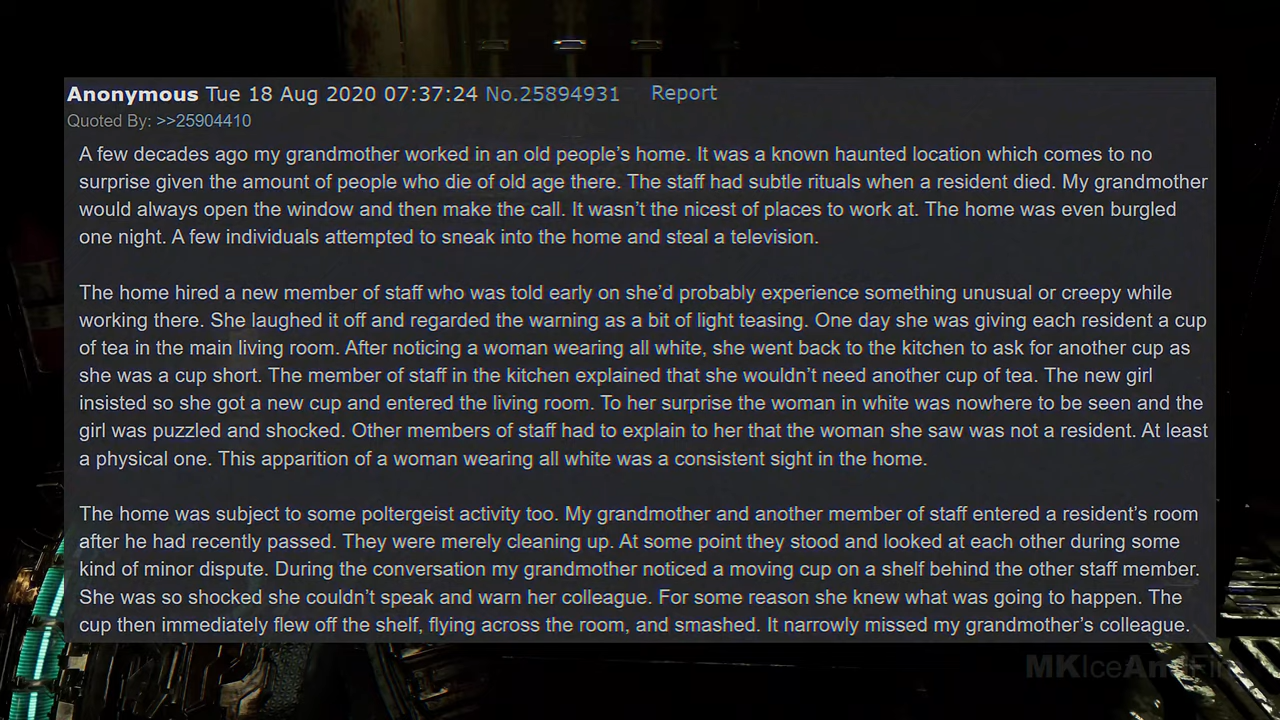 Anonymous Tue 18 Aug 2020 07:37:24 No.25894931 Report
Quoted By: >>25904410
A few decades ago my grandmother worked in an old people’s home. It was a known haunted location which comes to no
surprise given the amount of people who die of old age there. The staff had subtle rituals when a resident died. My grandmother
would always open the window and then make the call. It wasn’t the nicest of places to work at. The home was even burgled
one night. A few individuals attempted to sneak into the home and steal a television.
The home hired a new member of staff who was told early on she’d probably experience something unusual or creepy while
working there. She laughed it off and regarded the warning as a bit of light teasing. One day she was giving each resident a cup
of tea in the main living room. After noticing a woman wearing all white, she went back to the kitchen to ask for another cup as
she was a cup short. The member of staff in the kitchen explained that she wouldn’t need another cup of tea. The new girl
insisted so she got a new cup and entered the living room. To her surprise the woman in white was nowhere to be seen and the
girl was puzzled and shocked. Other members of staff had to explain to her that the woman she saw was not a resident. At least
a physical one. This apparition of a woman wearing all white was a consistent sight in the home.
The home was subject to some poltergeist activity too. My grandmother and another member of staff entered a resident’s room
after he had recently passed. They were merely cleaning up. At some point they stood and looked at each other during some
kind of minor dispute. During the conversation my grandmother noticed a moving cup on a shelf behind the other staff member.
She was so shocked she couldn’t speak and warn her colleague. For some reason she knew what was going to happen. The
cup then immediately flew off the shelf, flying across the room, and smashed. It narrowly missed my grandmother’s colleague.
MKIceAndFire